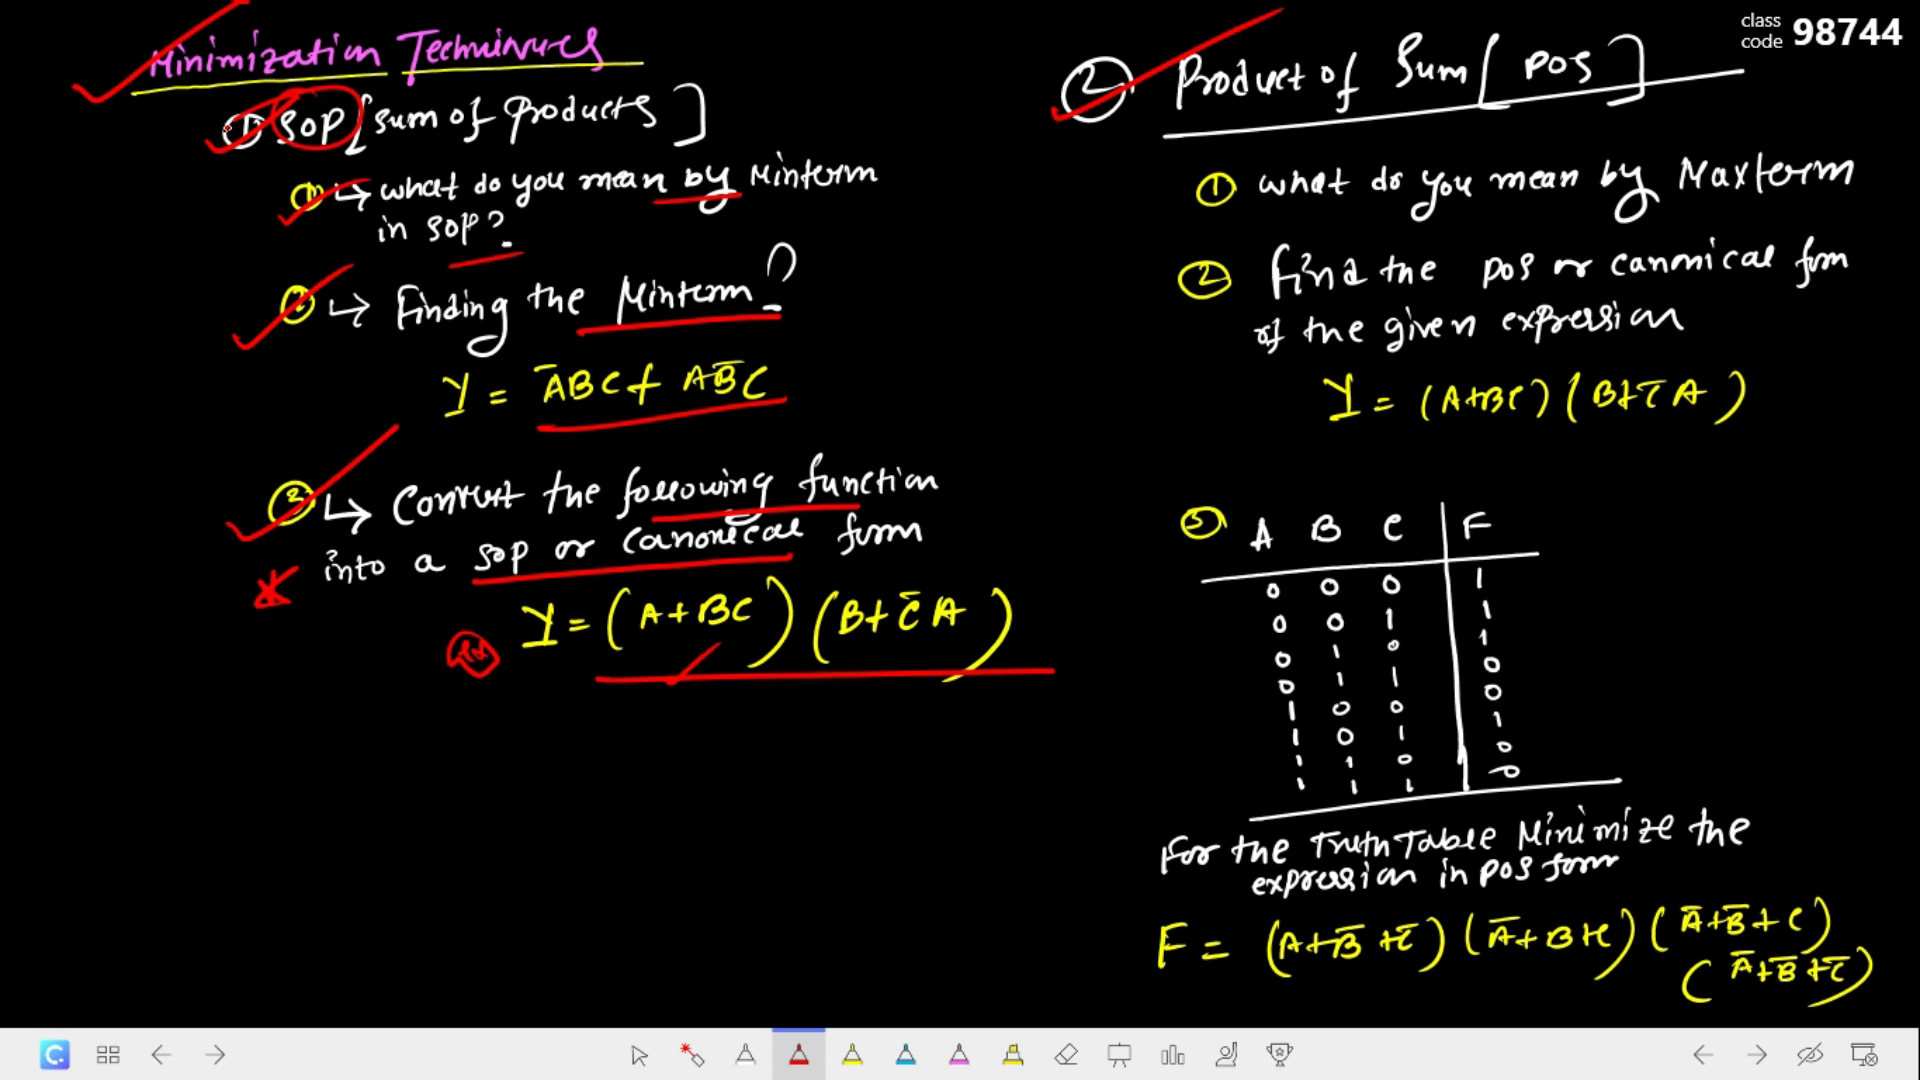 class code 98744
Minimization Techniques
① SOP [Sum of Products]
① ↳ what do you mean by Minterm
in SOP?
② ↳ Finding the Minterm?
Y = A̅BC + AB̅C
③ ↳ Convert the following function
into a SOP or Canonical form
Y = (A+BC) (B+C̅A)
② Product of Sum [POS]
① what do you mean by Maxterm
② find the POS or canonical form
of the given expression
Y = (A+BC) (B+C̅A)
③ A B C F
0 0 0 1
0 0 1 1
0 1 0 1
0 1 1 0
1 0 0 0
1 0 1 1
1 1 0 0
1 1 1 0
For the Truth Table Minimize the
expression in POS form
F = (A+B̅+C̅) (A̅+B+C) (A̅+B̅+C)
(A̅+B̅+C̅)